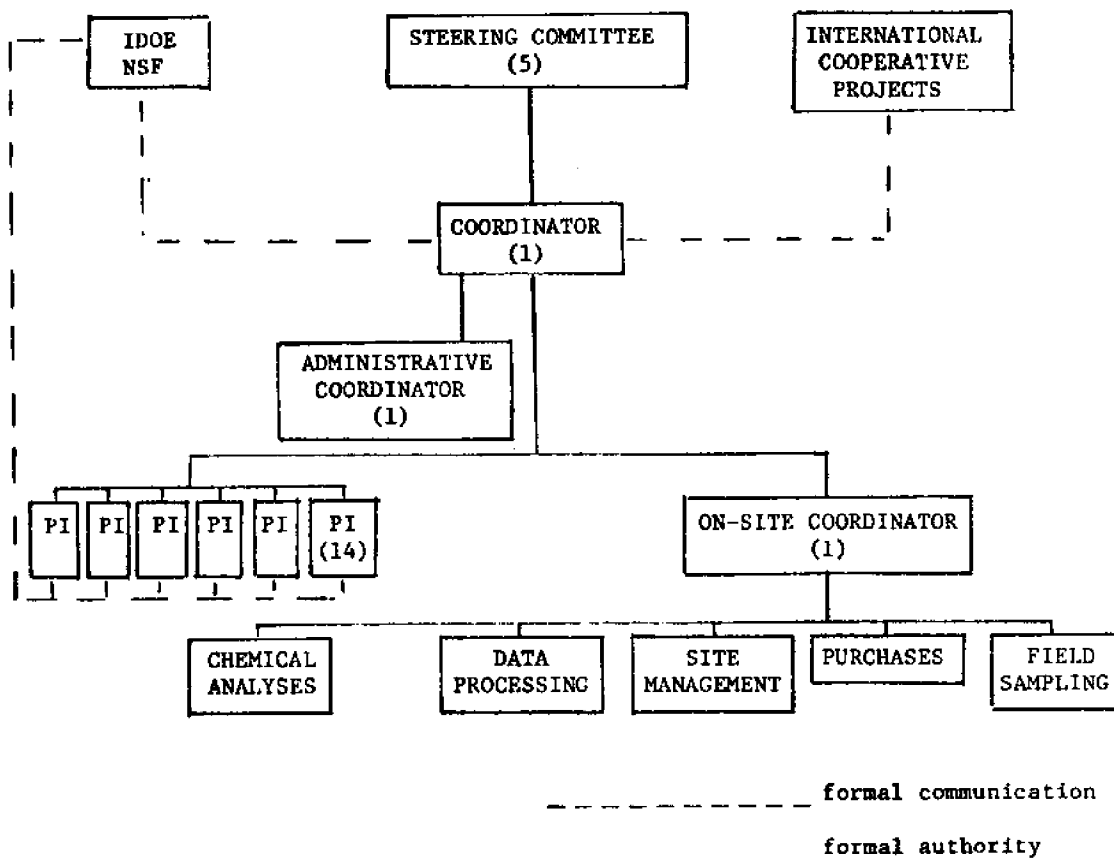 IDOE
NSF
STEERING COMMITTEE
(5)
INTERNATIONAL
COOPERATIVE
PROJECTS
COORDINATOR
(1)
ADMINISTRATIVE
COORDINATOR
(1)
PI
PI
PI
PI
PI
PI
(14)
ON-SITE COORDINATOR
(1)
CHEMICAL
ANALYSES
DATA
PROCESSING
SITE
MANAGEMENT
PURCHASES
FIELD
SAMPLING
formal communication
formal authority